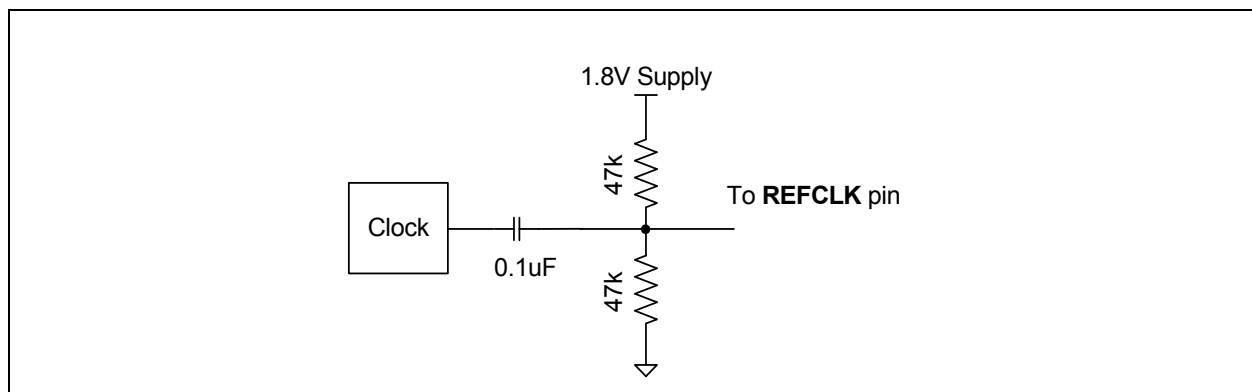 1.8V Supply
47k
To REFCLK pin
Clock
0.1uF
47k